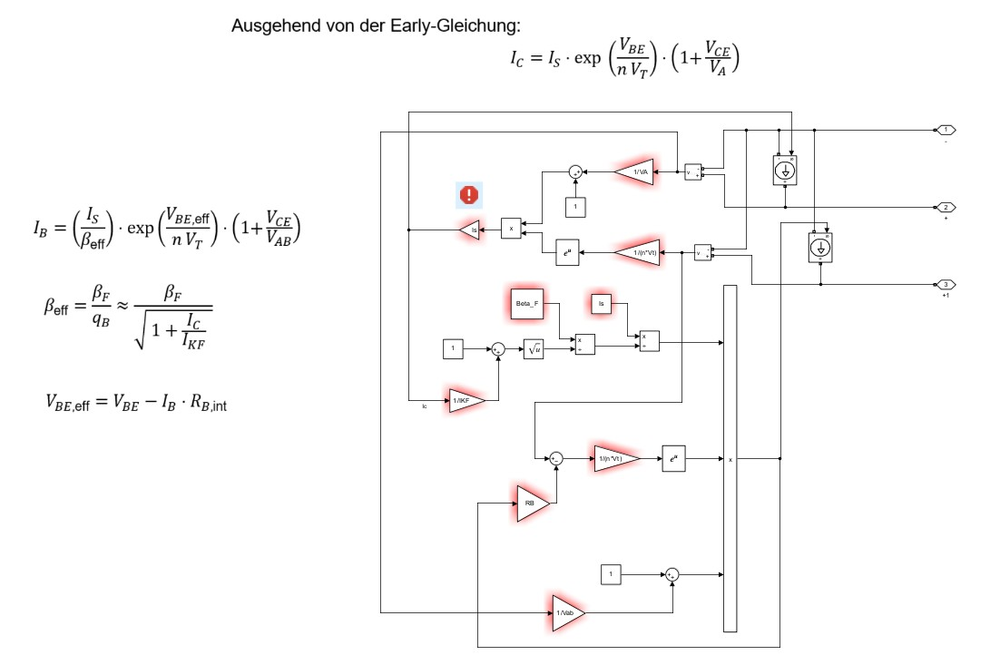 Ausgehend von der Early-Gleichung:
I_C = I_S · exp (V_BE / n V_T) · (1+ V_CE / V_A)
I_B = (I_S / β_eff) · exp (V_BE,eff / n V_T) · (1+ V_CE / V_AB)
β_eff = β_F / q_B ≈ β_F / √(1 + I_C / I_KF)
V_BE,eff = V_BE − I_B · R_B,int
1
-
1/VA
v
- +
1
2
+
Is
x
e^u
1/(n*Vt)
v
- +
3
+1
Beta_F
Is
1
√u
x
÷
x
÷
Ic
1/IKF
1/(n*Vt)
e^u
x
RB
1
1/Vab